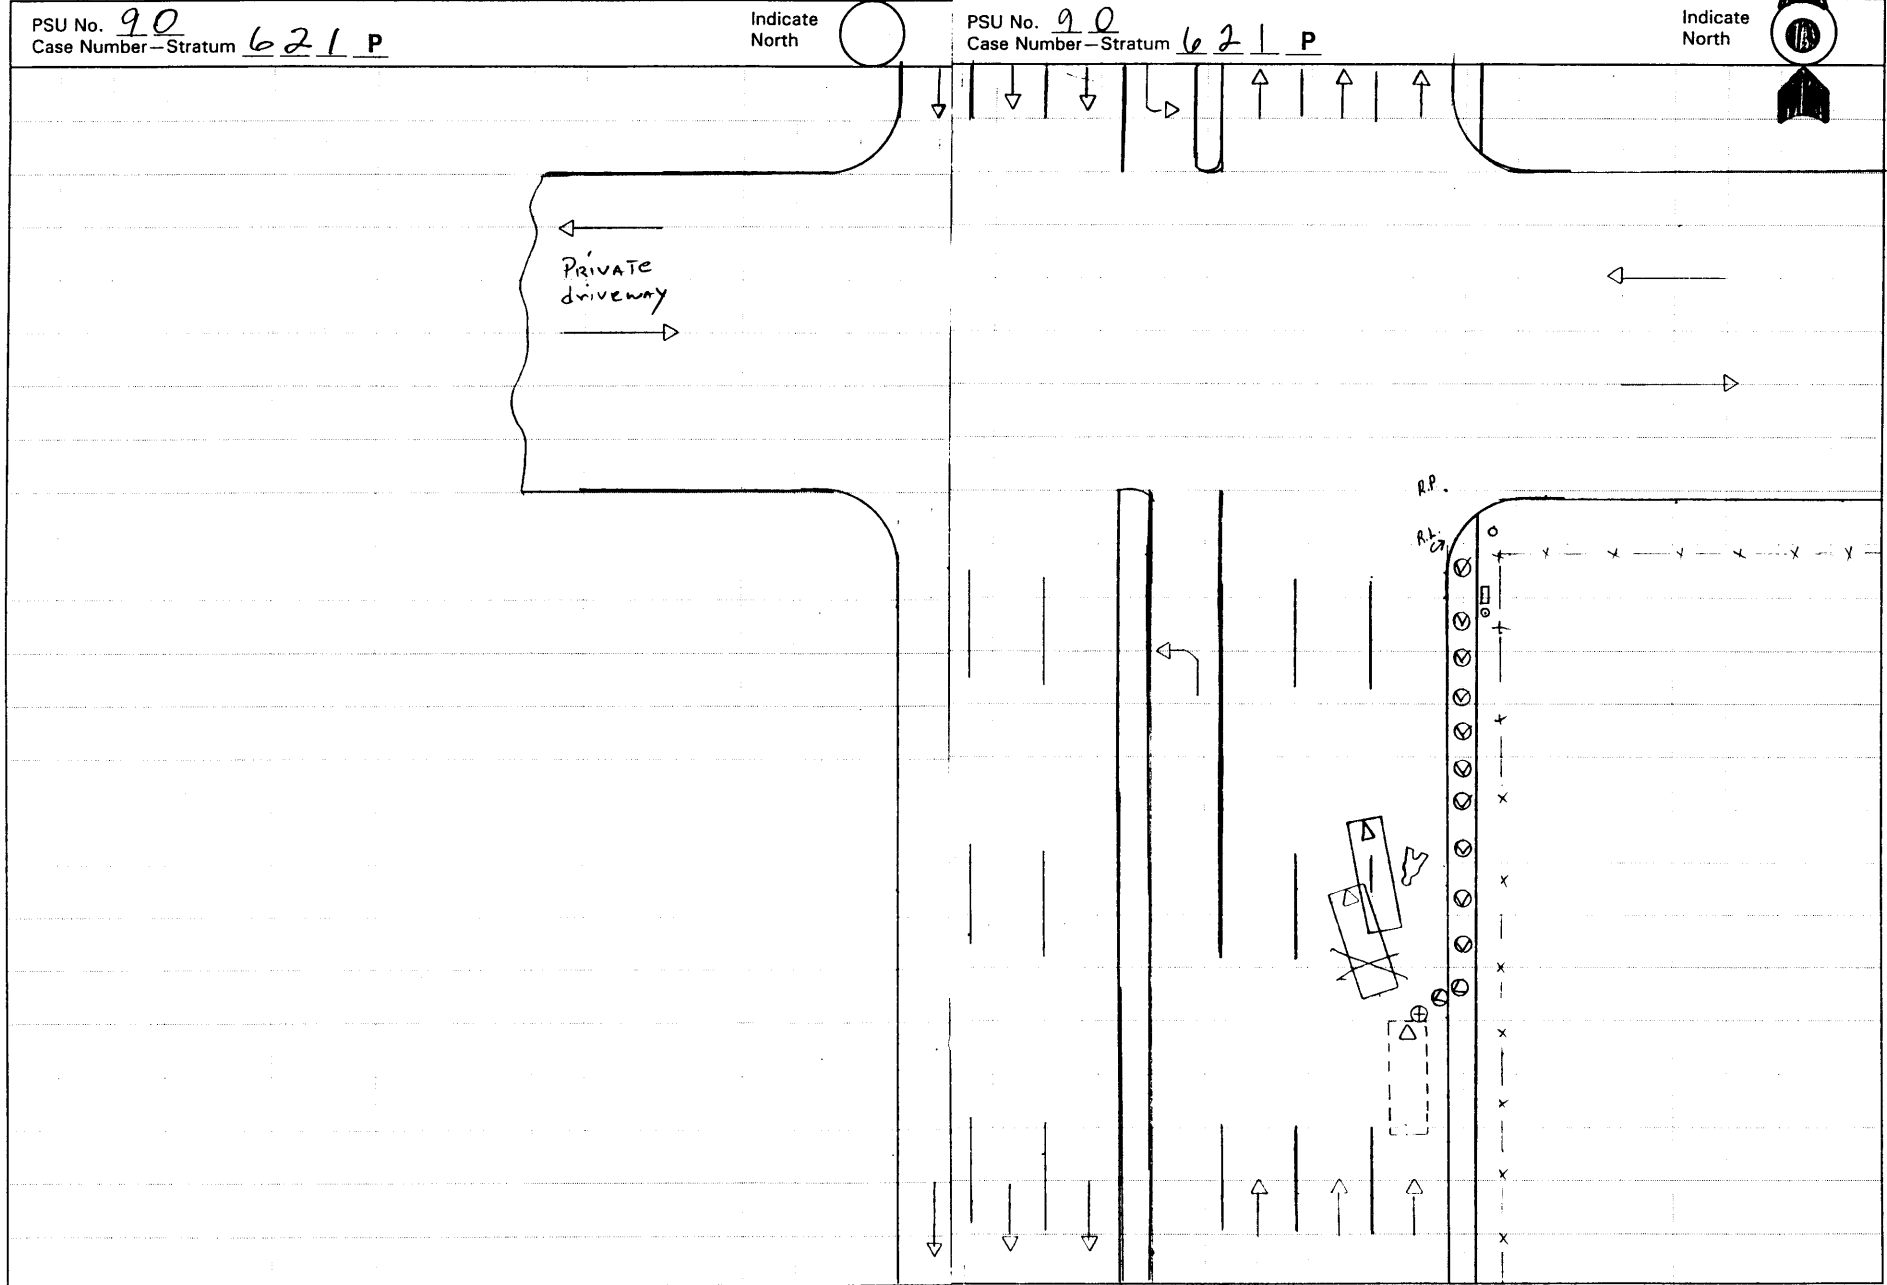 PSU No. 90
Case Number—Stratum 621 P
Indicate
North
PSU No. 90
Case Number—Stratum 621 P
Indicate
North
PRIVATE
driveway
R.P.
R.L.